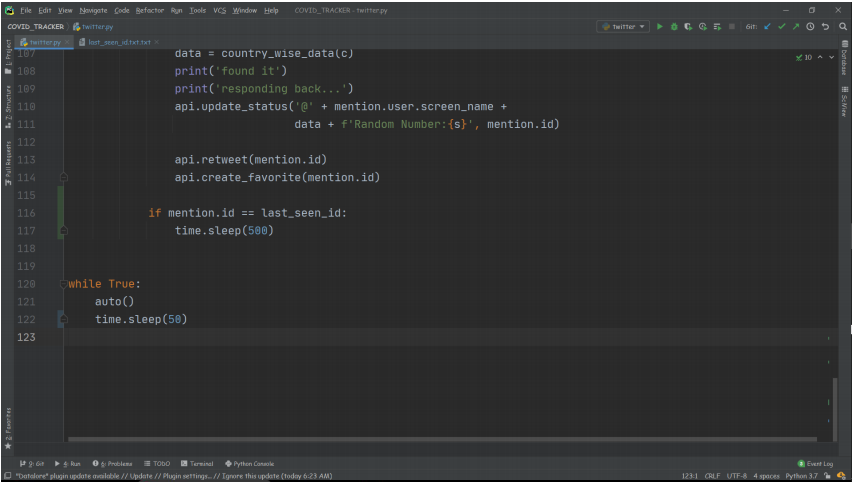 File Edit View Navigate Code Refactor Run Tools VCS Window Help COVID_TRACKER - twitter.py
COVID_TRACKER twitter.py twitter Git:
twitter.py last_seen_id.txt.txt
107 data = country_wise_data(c)
108 print('found it')
109 print('responding back...')
110 api.update_status('@' + mention.user.screen_name +
111 data + f'Random Number:{s}', mention.id)
112
113 api.retweet(mention.id)
114 api.create_favorite(mention.id)
115
116 if mention.id == last_seen_id:
117 time.sleep(500)
118
119
120 while True:
121 auto()
122 time.sleep(50)
123
10
1: Project
7: Structure
Pull Requests
2: Favorites
Database
SciView
9: Git 4: Run 6: Problems TODO Terminal Python Console Event Log
"Datalore" plugin update available // Update // Plugin settings... // Ignore this update (today 6:23 AM) 123:1 CRLF UTF-8 4 spaces Python 3.7